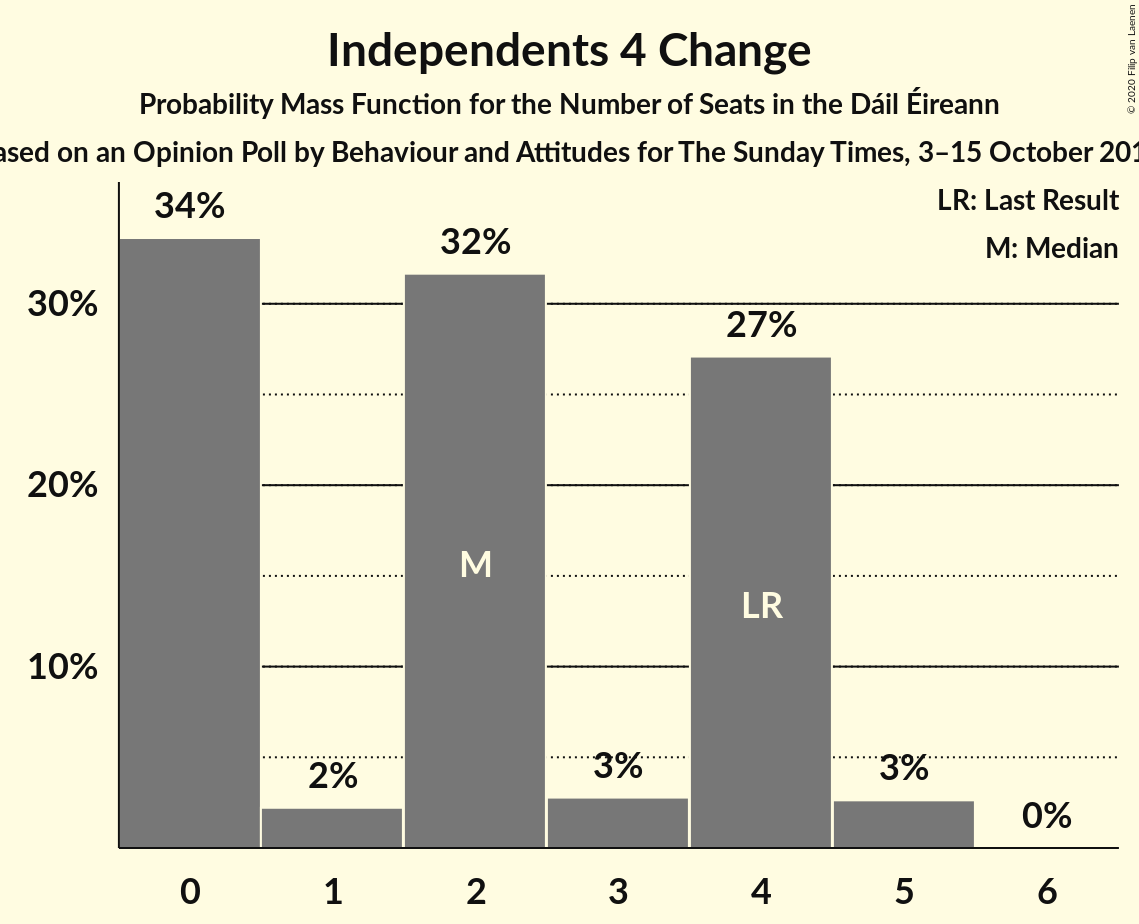 Independents 4 Change
Probability Mass Function for the Number of Seats in the Dáil Éireann
on an Opinion Poll by Behaviour and Attitudes for The Sunday Times, 3–15 October
© 2020 Filip van Laenen
LR: Last Result
M: Median
34%
32%
27%
2%
3%
3%
0%
30%
20%
10%
M
LR
0 1 2 3 4 5 6